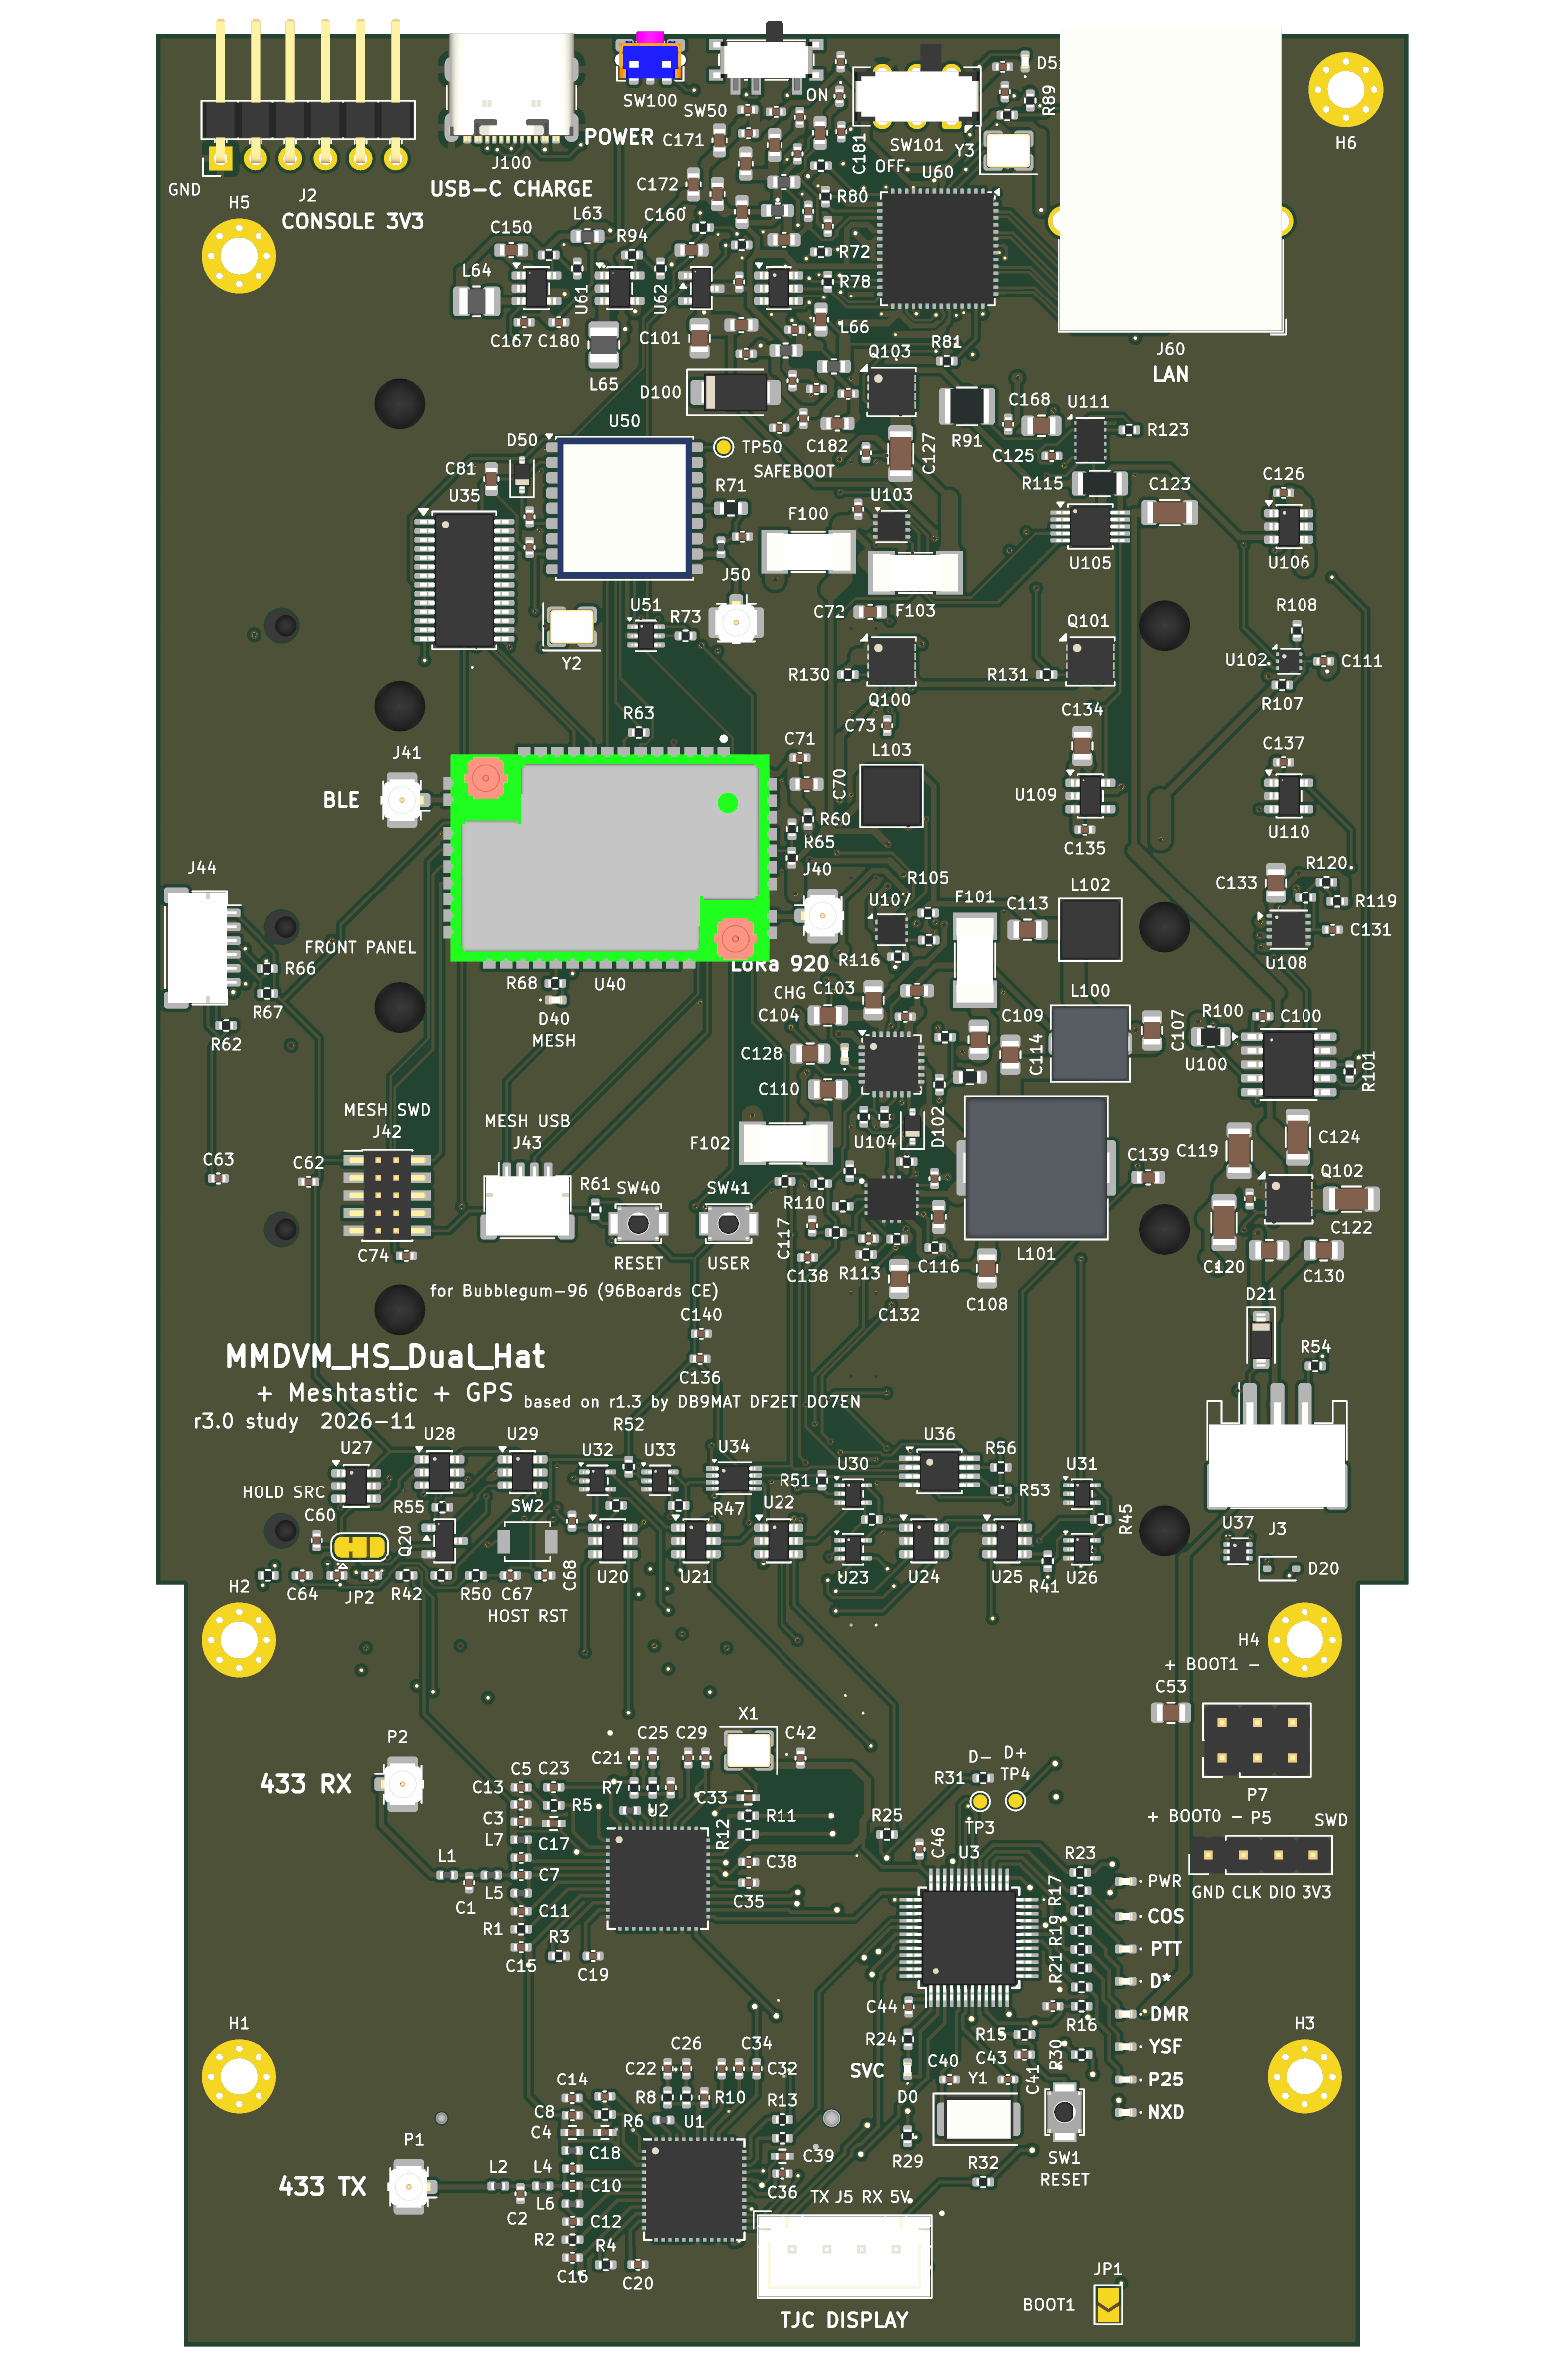 D5
R89
SW100
SW50
ON
C181
SW101
Y3
OFF
U60
H6
POWER
C171
J100
USB-C CHARGE
C172
R80
GND
J2
H5
CONSOLE 3V3
C150
L63
R94
C160
R72
L64
U61
U62
R78
C167
C180
C101
L66
L65
Q103
R81
J60
LAN
D100
R91
C168
U111
R123
C182
C127
C125
U50
TP50
SAFEBOOT
D50
C81
U35
R71
F100
U103
R115
C123
C126
U105
U106
J50
C72
F103
U51
R73
Y2
R130
Q100
R131
Q101
R108
U102
C111
R107
R63
C73
C134
J41
BLE
C71
C70
L103
R60
R65
U109
C135
C137
U110
J44
J40
R105
U107
F101
C113
L102
C133
R120
R119
C131
U108
FRONT PANEL
R66
R67
R62
R68
U40
LoRa 920
R116
D40
MESH
CHG
C103
C104
C128
C110
C109
C114
L100
C107
R100
C100
U100
R101
MESH SWD
J42
MESH USB
J43
F102
U104
D102
C63
C62
C74
R61
SW40
SW41
RESET
USER
R110
C117
C138
R113
C116
C132
C108
L101
C139
C119
C124
Q102
C122
C120
C130
for Bubblegum-96 (96Boards CE)
D21
R54
C140
C136
MMDVM_HS_Dual_Hat
+ Meshtastic + GPS
based on r1.3 by DB9MAT DF2ET DO7EN
r3.0 study 2026-11
R52
U27
U28
U29
U32
U33
U34
U36
R56
U30
R51
R53
U31
HOLD SRC
R55
SW2
R47
U22
R45
J3
C60
Q20
C68
U20
U21
U23
U24
U25
R41
U26
U37
D20
H2
C64
JP2
R42
R50
C67
HOST RST
H4
+ BOOT1 -
C53
P7
P2
433 RX
X1
C25
C29
C42
C21
D-
D+
TP4
R31
TP3
C5
C23
C13
R5
R7
U2
C33
R11
R12
R25
C46
U3
+ BOOT0 -
P5
SWD
GND CLK DIO 3V3
C3
L7
C17
L1
C7
L5
C1
C38
C35
C11
R1
R3
C15
C19
R23
R17
R19
R21
R16
PWR
COS
PTT
D*
DMR
YSF
P25
NXD
C44
R24
SVC
D0
R15
C43
C41
R30
C40
Y1
R29
R32
SW1
RESET
H1
H3
C26
C34
C22
C32
R8
R10
C14
C8
C4
R6
U1
R13
C18
C39
C36
P1
433 TX
L2
L4
C10
L6
C2
C12
R2
R4
C16
C20
TX J5 RX 5V
TJC DISPLAY
JP1
BOOT1